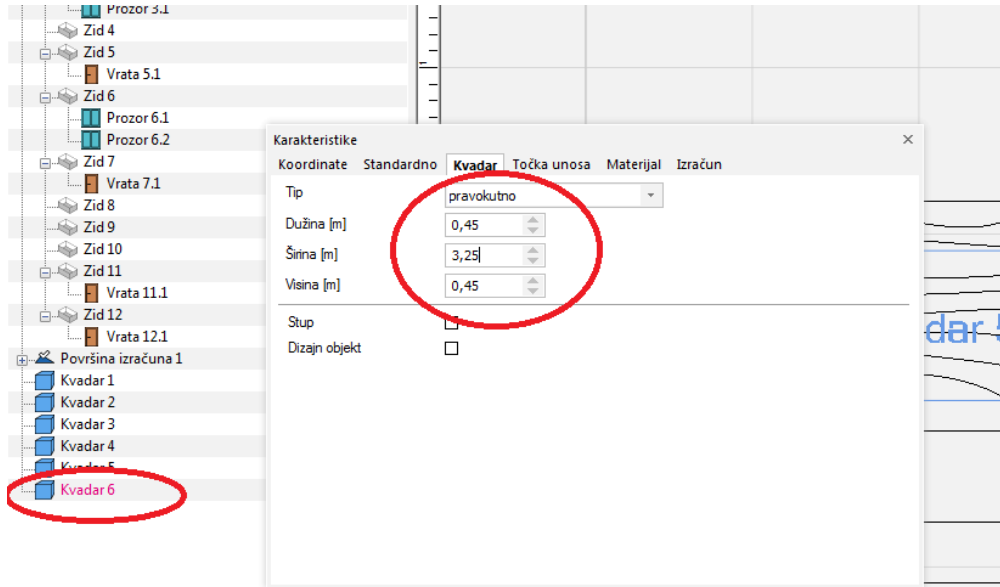 Prozor 3.1
Zid 4
Zid 5
Vrata 5.1
Zid 6
Prozor 6.1
Prozor 6.2
Zid 7
Vrata 7.1
Zid 8
Zid 9
Zid 10
Zid 11
Vrata 11.1
Zid 12
Vrata 12.1
Površina izračuna 1
Kvadar 1
Kvadar 2
Kvadar 3
Kvadar 4
Kvadar 5
Kvadar 6
Karakteristike
Koordinate Standardno Kvadar Točka unosa Materijal Izračun
Tip pravokutno
Dužina [m] 0,45
Širina [m] 3,25
Visina [m] 0,45
Stup
Dizajn objekt
dar 5